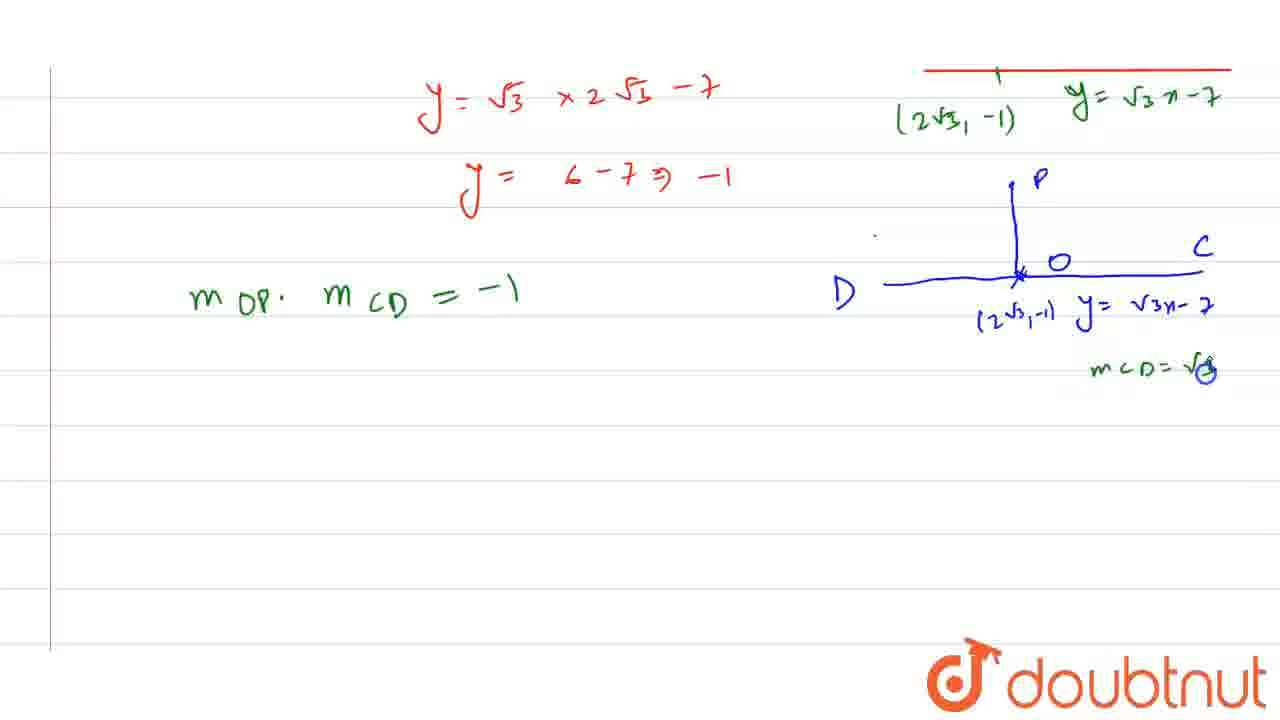 y = √3 × 2√3 - 7
(2√3, -1) y = √3 x - 7
y = 6 - 7 ⇒ -1
P
C
O
D
m OP . m CD = -1
(2√3, -1) y = √3x - 7
m CD = √3
doubtnut